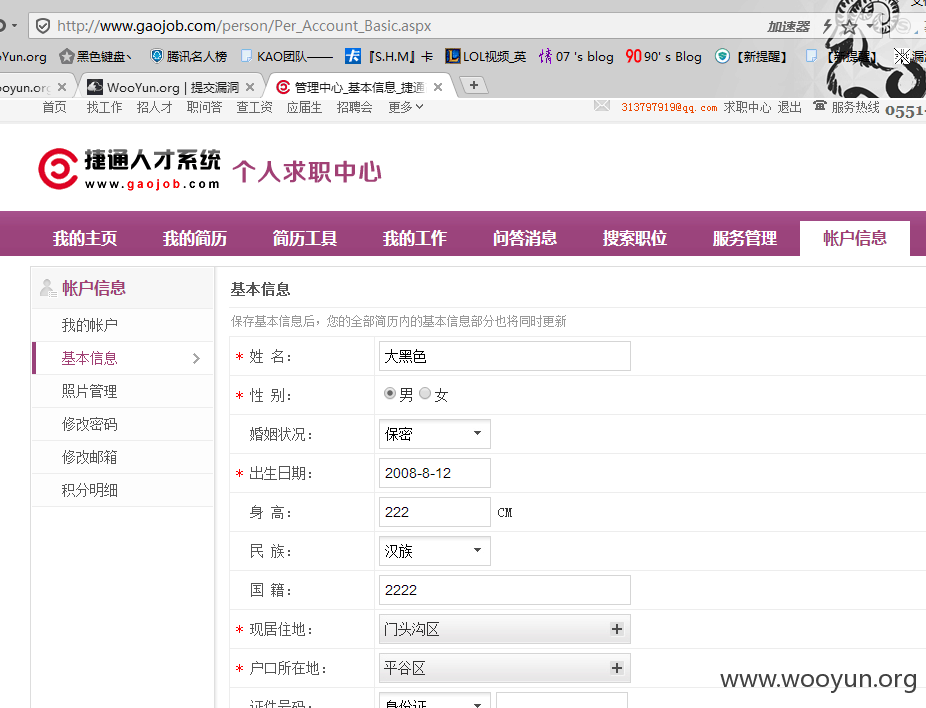 http://www.gaojob.com/person/Per_Account_Basic.aspx 加速器
Yun.org 黑色键盘、 腾讯名人榜 KAO团队—— 『S.H.M』卡 LOL视频_英 07 's blog 90' s Blog 【新提醒】 【新提醒】
oyun.org WooYun.org | 提交漏洞 管理中心_基本信息_捷通
首页 找工作 招人才 职问答 查工资 应届生 招聘会 更多 313797919@qq.com 求职中心 退出 服务热线 0551-
捷通人才系统 个人求职中心
www.gaojob.com
我的主页 我的简历 简历工具 我的工作 问答消息 搜索职位 服务管理 帐户信息
帐户信息
我的帐户
基本信息
照片管理
修改密码
修改邮箱
积分明细
基本信息
保存基本信息后，您的全部简历内的基本信息部分也将同时更新
* 姓 名： 大黑色
* 性 别： 男 女
婚姻状况： 保密
* 出生日期： 2008-8-12
身 高： 222 CM
民 族： 汉族
国 籍： 2222
* 现居住地： 门头沟区 +
* 户口所在地： 平谷区 +
证件号码： 身份证
www.wooyun.org